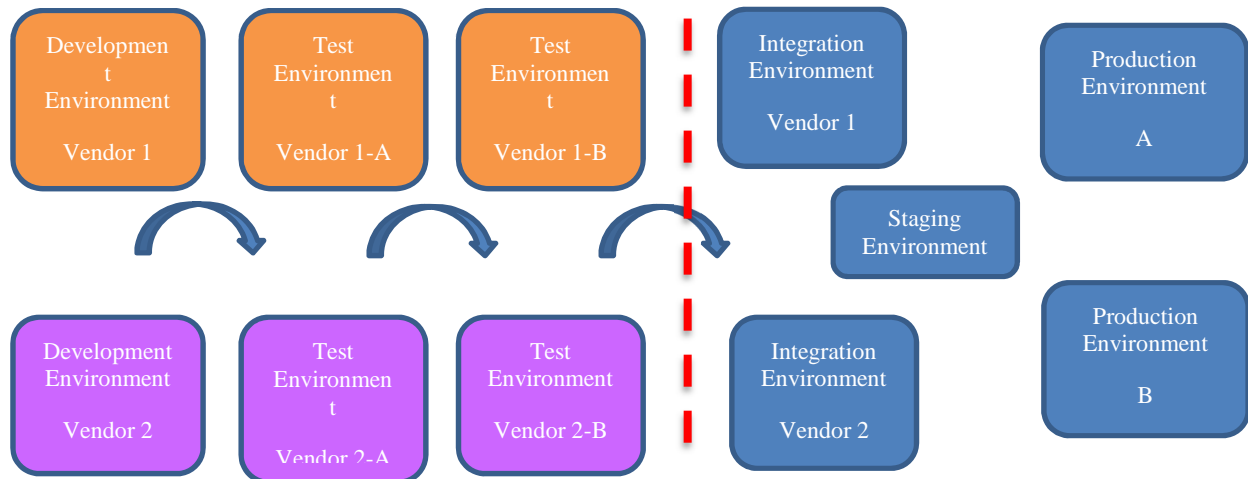 Developmen
t
Environment
Vendor 1
Test
Environmen
t
Vendor 1-A
Test
Environmen
t
Vendor 1-B
Integration
Environment
Vendor 1
Production
Environment
A
Staging
Environment
Development
Environment
Vendor 2
Test
Environmen
t
Vendor 2-A
Test
Environment
Vendor 2-B
Integration
Environment
Vendor 2
Production
Environment
B